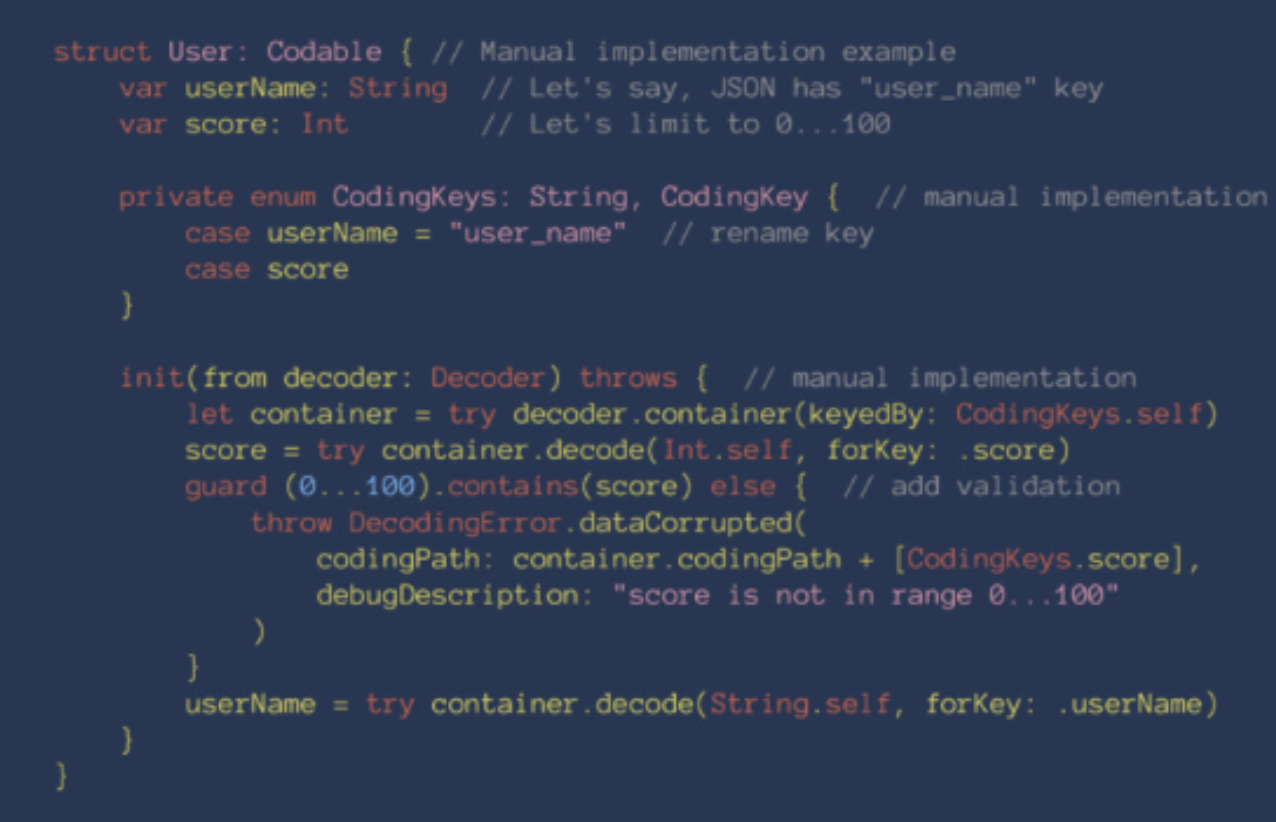 struct User: Codable { // Manual implementation example
    var userName: String  // Let's say, JSON has "user_name" key
    var score: Int        // Let's limit to 0...100

    private enum CodingKeys: String, CodingKey {  // manual implementation
        case userName = "user_name"  // rename key
        case score
    }

    init(from decoder: Decoder) throws {  // manual implementation
        let container = try decoder.container(keyedBy: CodingKeys.self)
        score = try container.decode(Int.self, forKey: .score)
        guard (0...100).contains(score) else {  // add validation
            throw DecodingError.dataCorrupted(
                codingPath: container.codingPath + [CodingKeys.score],
                debugDescription: "score is not in range 0...100"
            )
        }
        userName = try container.decode(String.self, forKey: .userName)
    }
}